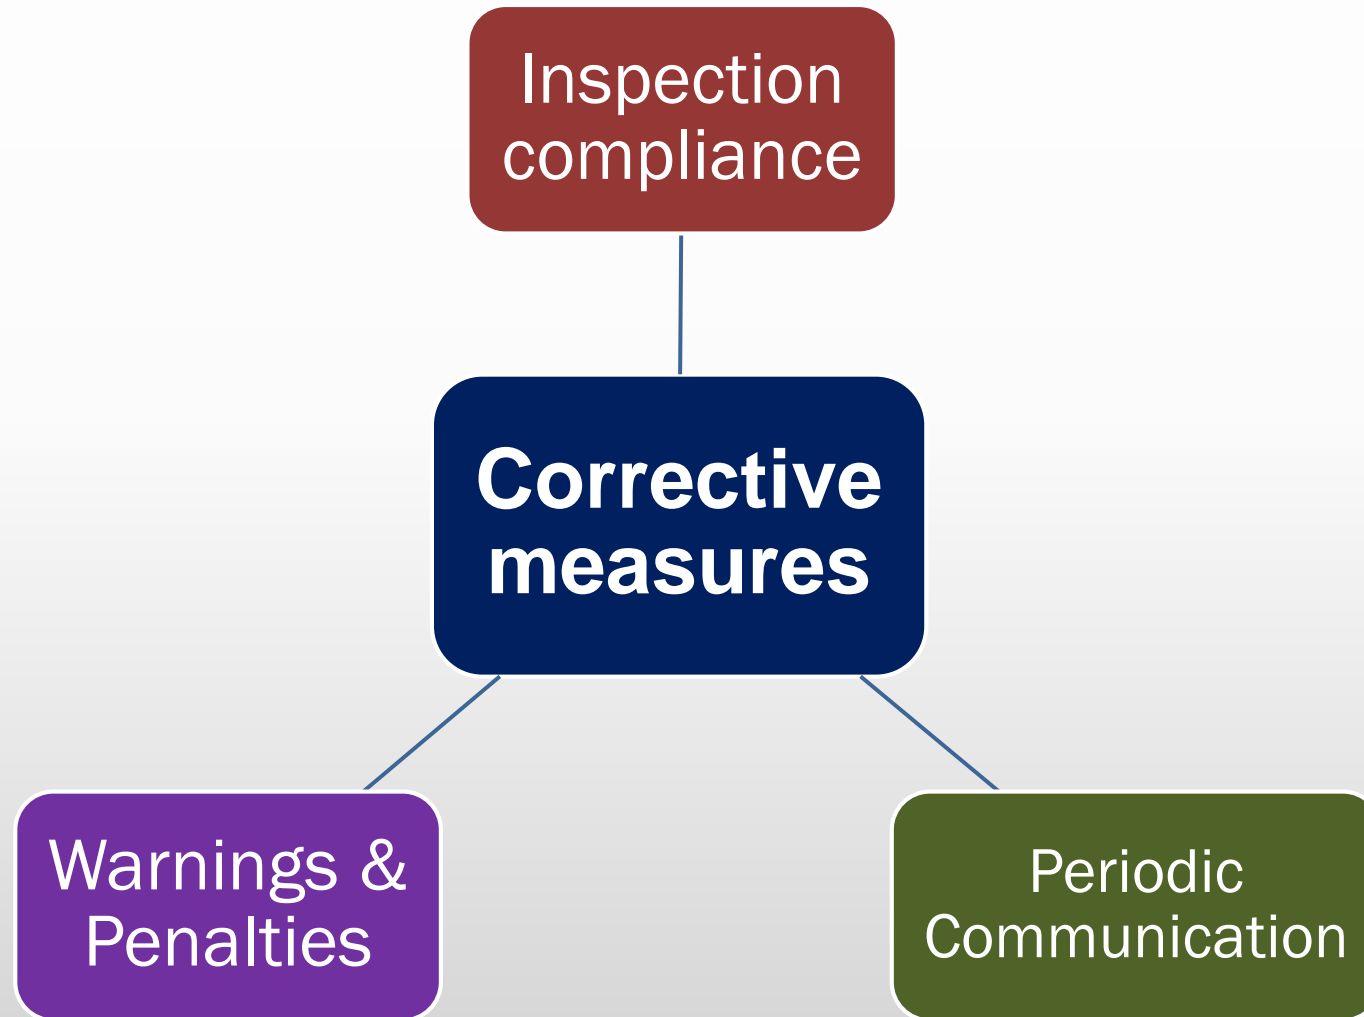 Inspection
compliance
Corrective
measures
Warnings &
Penalties
Periodic
Communication